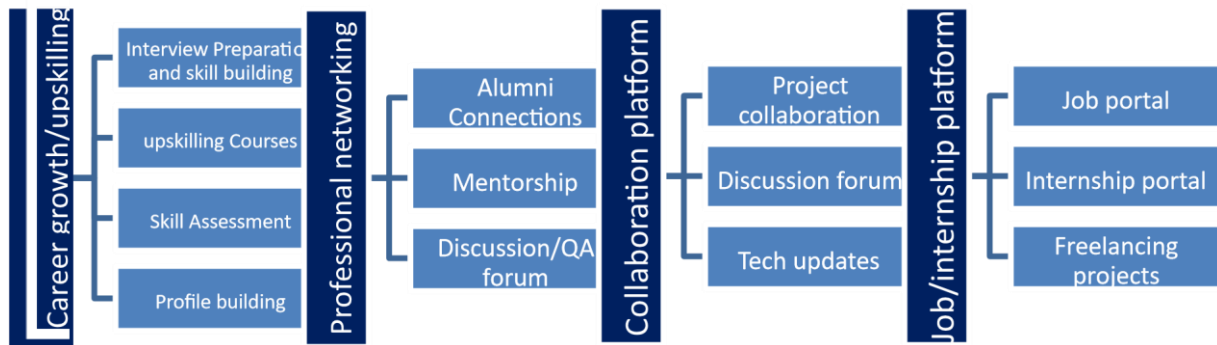 Career growth/upskilling
Interview Preparatic
and skill building
upskilling Courses
Skill Assessment
Profile building
Professional networking
Alumni
Connections
Mentorship
Discussion/QA
forum
Collaboration platform
Project
collaboration
Discussion forum
Tech updates
Job/internship platform
Job portal
Internship portal
Freelancing
projects